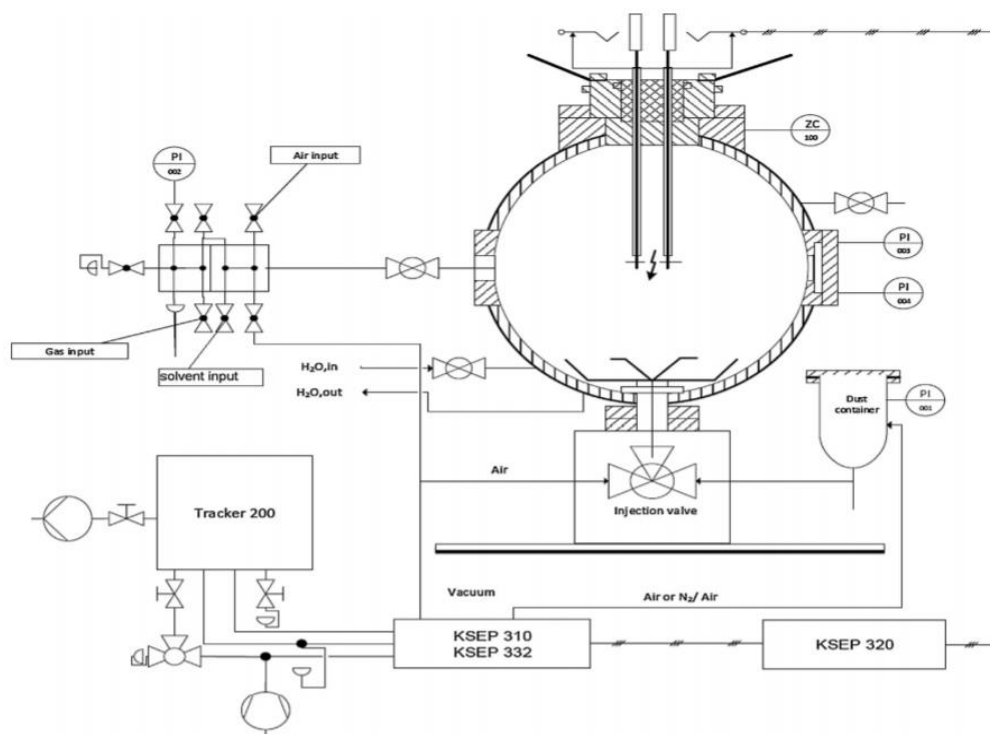 ZC
100
PI
002
Air input
PI
003
PI
004
Gas input
solvent input
H₂O,in
H₂O,out
Dust
container
PI
001
Air
Injection valve
Tracker 200
Vacuum
Air or N₂/ Air
KSEP 310
KSEP 332
KSEP 320